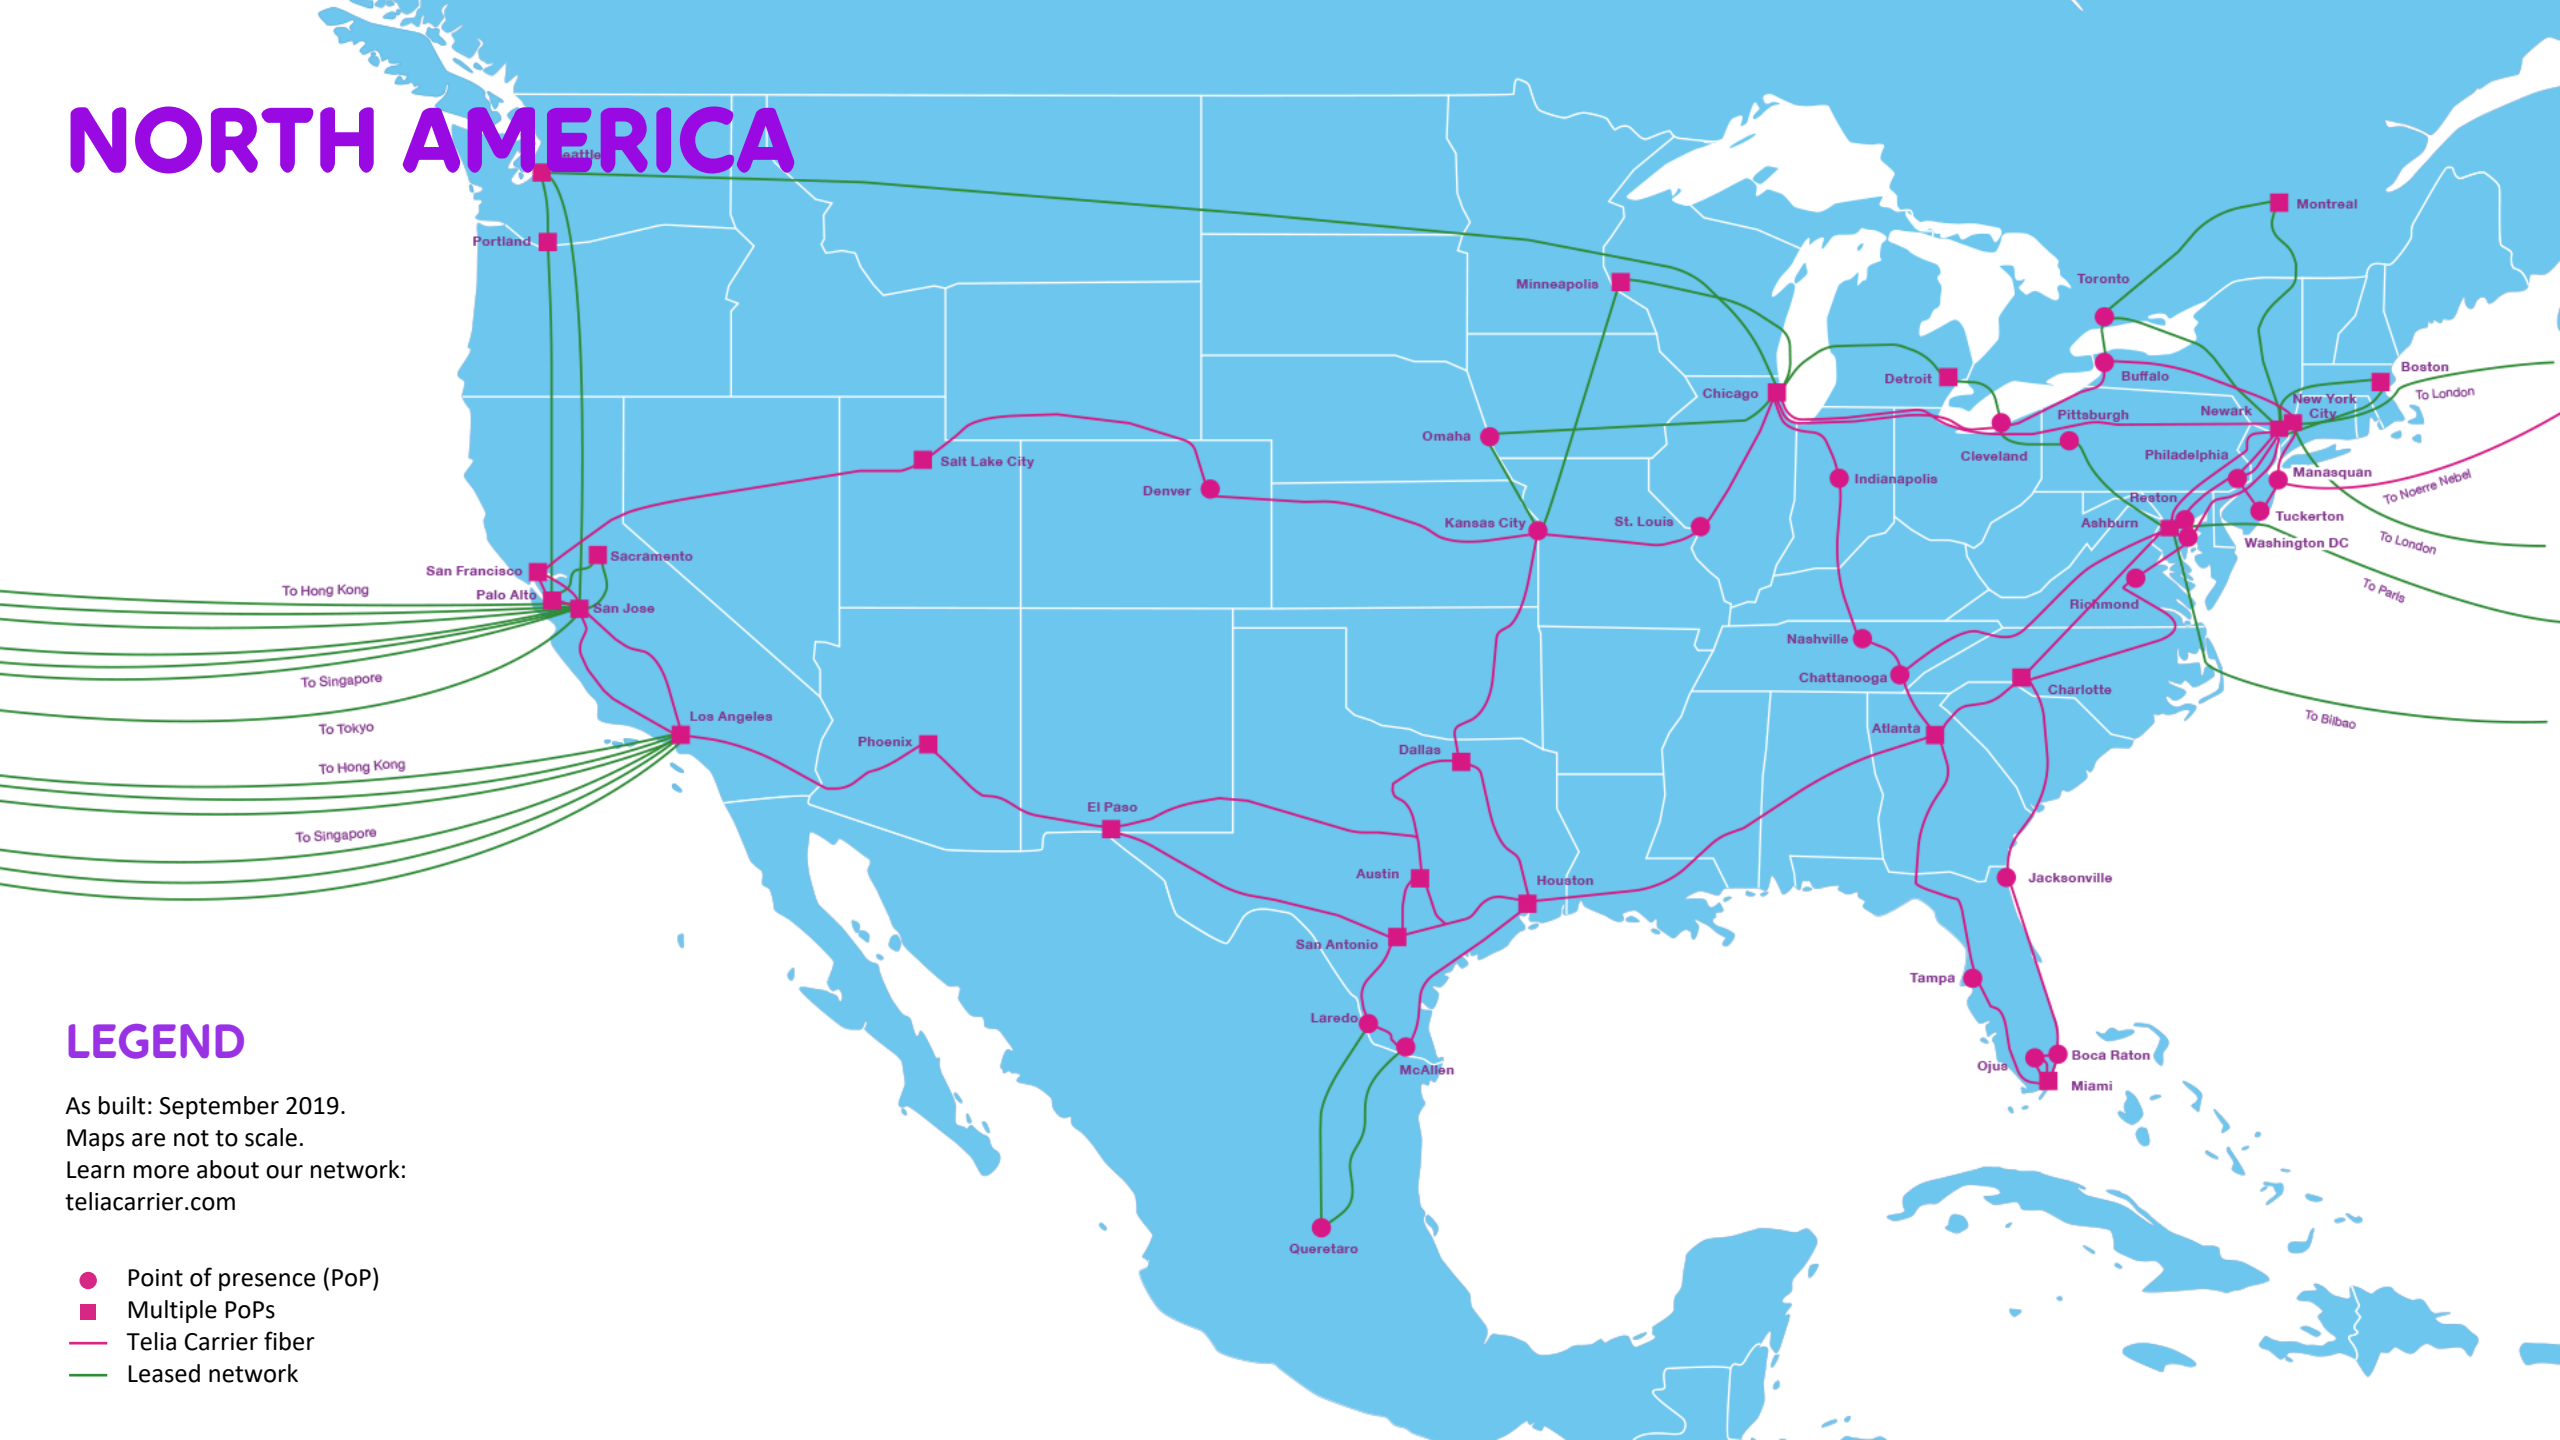 NORTH AMERICA
eattle
Portland
Montreal
Toronto
Minneapolis
Boston
Detroit
Buffalo
Chicago
To London
New York
City
Newark
Pittsburgh
Omaha
Cleveland
Philadelphia
Salt Lake City
Manasquan
Indianapolis
Denver
To Noerre Nebel
Reston
Tuckerton
Kansas City
St. Louis
Ashburn
Washington DC
To London
Sacramento
San Francisco
To Hong Kong
Palo Alto
To Paris
San Jose
Richmond
Nashville
Chattanooga
To Singapore
Charlotte
Los Angeles
To Bilbao
To Tokyo
Atlanta
Phoenix
Dallas
To Hong Kong
El Paso
To Singapore
Austin
Houston
Jacksonville
San Antonio
Tampa
Laredo
Boca Raton
Ojus
McAllen
Miami
Queretaro
LEGEND
As built: September 2019.
Maps are not to scale.
Learn more about our network:
teliacarrier.com
Point of presence (PoP)
Multiple PoPs
Telia Carrier fiber
Leased network